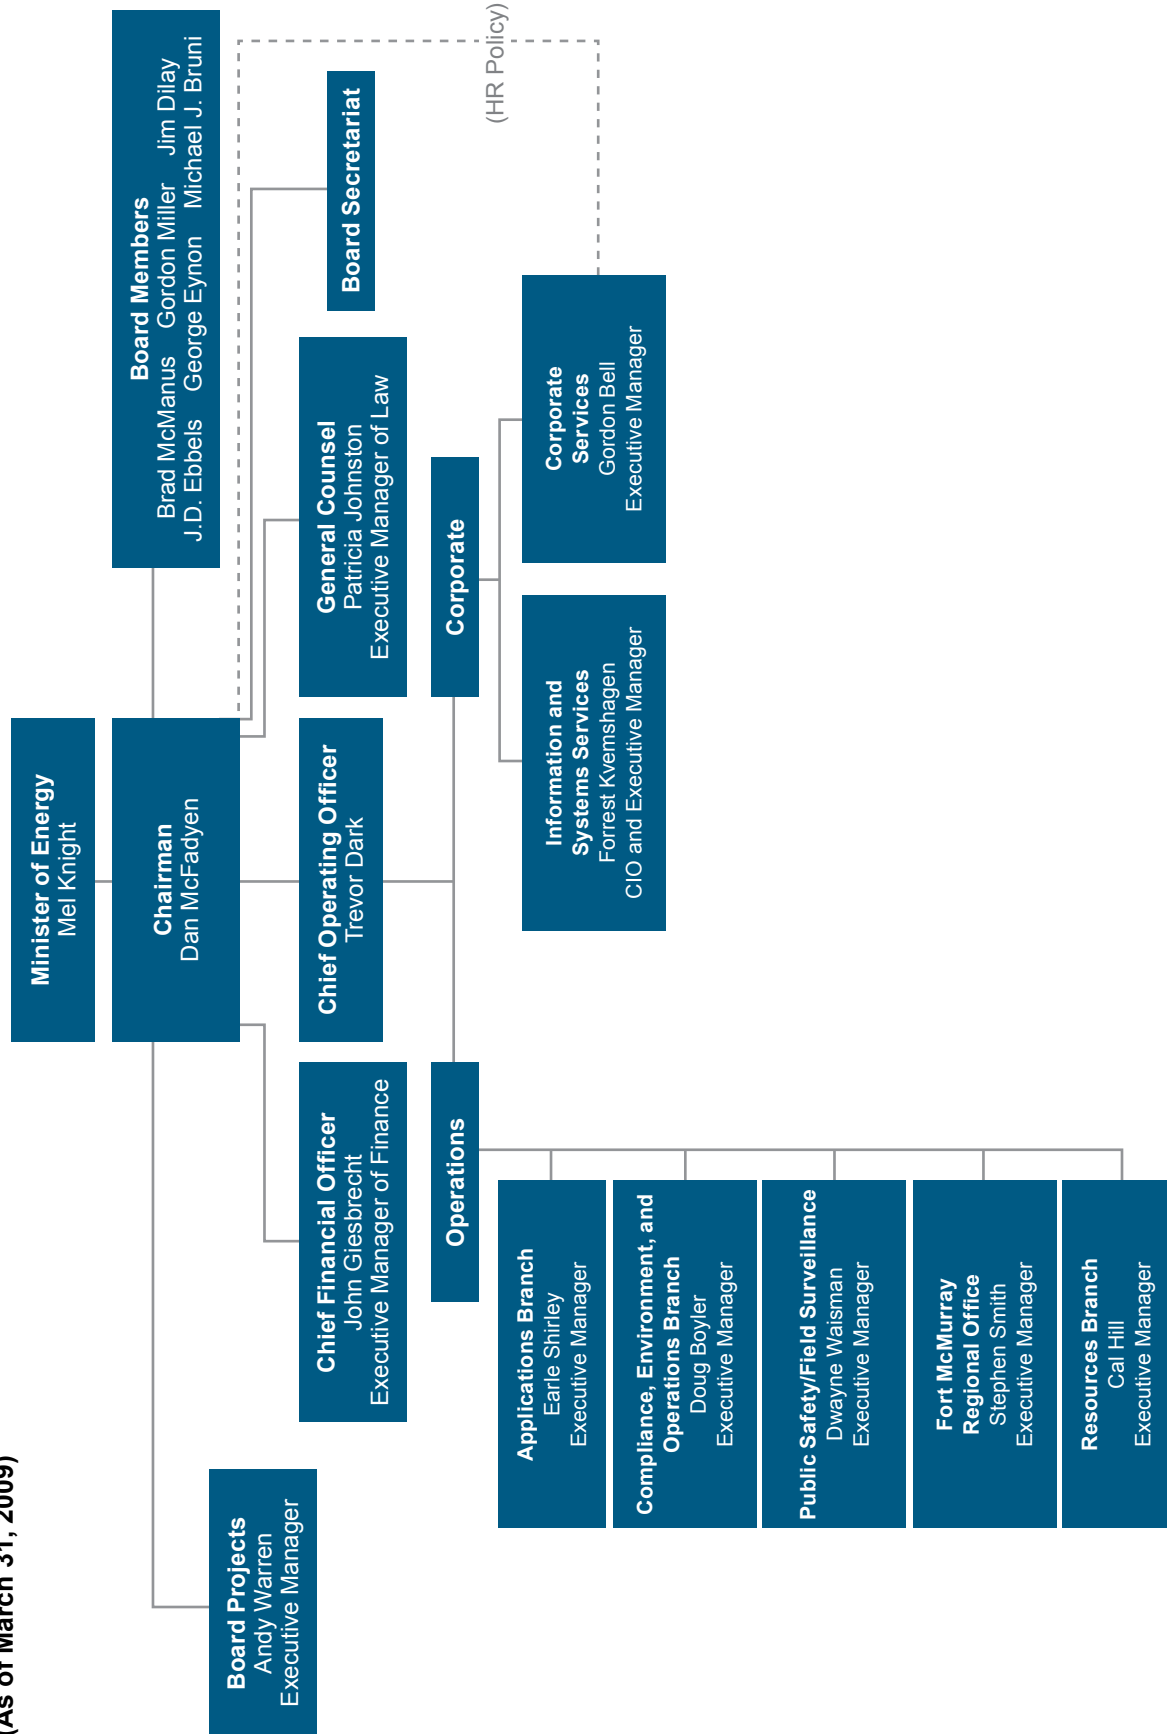 (As of March 31, 2009)
Minister of Energy
Mel Knight
Chairman
Dan McFadyen
Board Members
Brad McManus Gordon Miller Jim Dilay
J.D. Ebbels George Eynon Michael J. Bruni
Board Projects
Andy Warren
Executive Manager
Chief Financial Officer
John Giesbrecht
Executive Manager of Finance
Chief Operating Officer
Trevor Dark
General Counsel
Patricia Johnston
Executive Manager of Law
Board Secretariat
(HR Policy)
Operations
Corporate
Applications Branch
Earle Shirley
Executive Manager
Compliance, Environment, and
Operations Branch
Doug Boyler
Executive Manager
Public Safety/Field Surveillance
Dwayne Waisman
Executive Manager
Fort McMurray
Regional Office
Stephen Smith
Executive Manager
Resources Branch
Cal Hill
Executive Manager
Information and
Systems Services
Forrest Kvemshagen
CIO and Executive Manager
Corporate
Services
Gordon Bell
Executive Manager